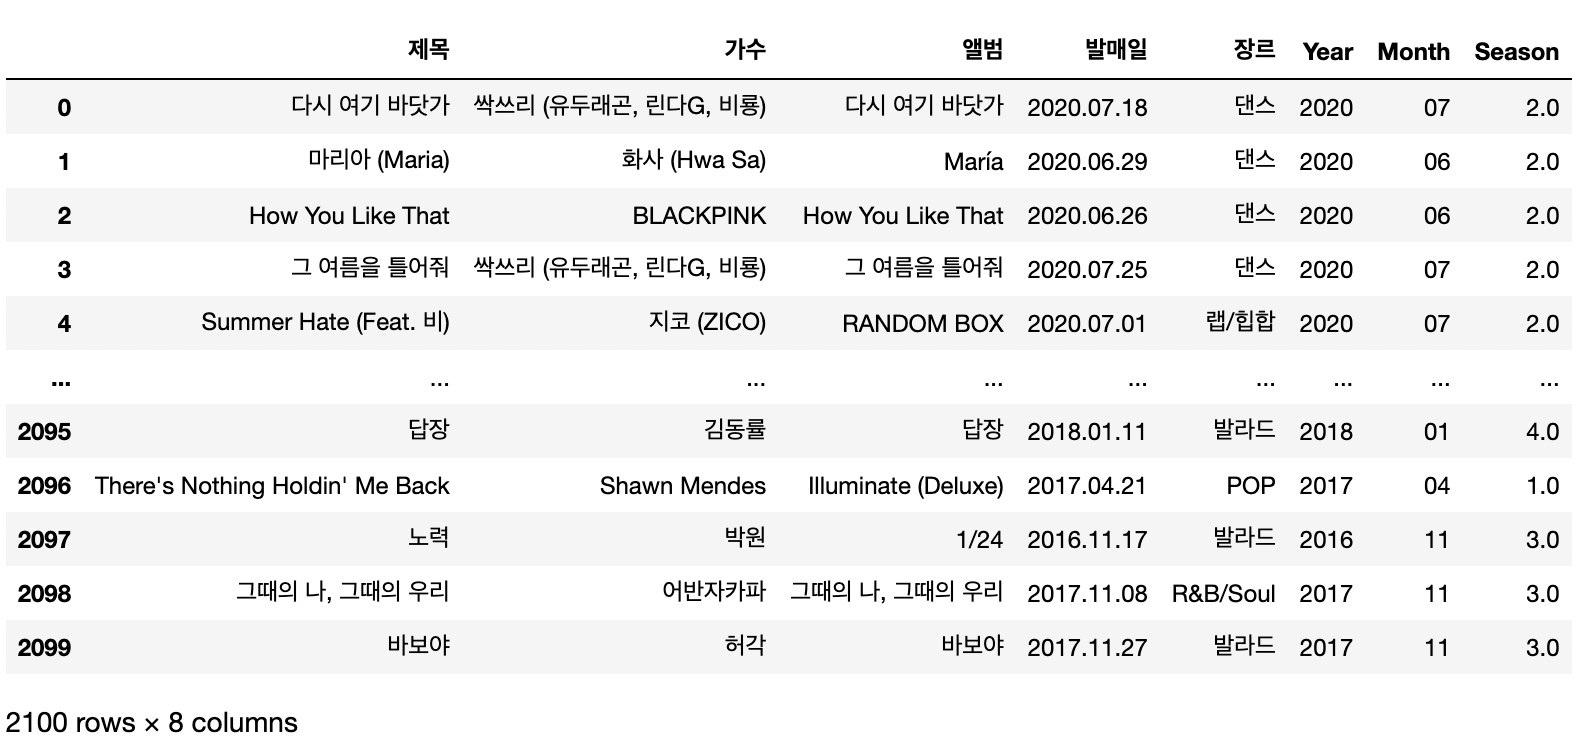 제목 가수 앨범 발매일 장르 Year Month Season
0 다시 여기 바닷가 싹쓰리 (유두래곤, 린다G, 비룡) 다시 여기 바닷가 2020.07.18 댄스 2020 07 2.0
1 마리아 (Maria) 화사 (Hwa Sa) María 2020.06.29 댄스 2020 06 2.0
2 How You Like That BLACKPINK How You Like That 2020.06.26 댄스 2020 06 2.0
3 그 여름을 틀어줘 싹쓰리 (유두래곤, 린다G, 비룡) 그 여름을 틀어줘 2020.07.25 댄스 2020 07 2.0
4 Summer Hate (Feat. 비) 지코 (ZICO) RANDOM BOX 2020.07.01 랩/힙합 2020 07 2.0
... ... ... ... ... ... ... ... ...
2095 답장 김동률 답장 2018.01.11 발라드 2018 01 4.0
2096 There's Nothing Holdin' Me Back Shawn Mendes Illuminate (Deluxe) 2017.04.21 POP 2017 04 1.0
2097 노력 박원 1/24 2016.11.17 발라드 2016 11 3.0
2098 그때의 나, 그때의 우리 어반자카파 그때의 나, 그때의 우리 2017.11.08 R&B/Soul 2017 11 3.0
2099 바보야 허각 바보야 2017.11.27 발라드 2017 11 3.0
2100 rows × 8 columns